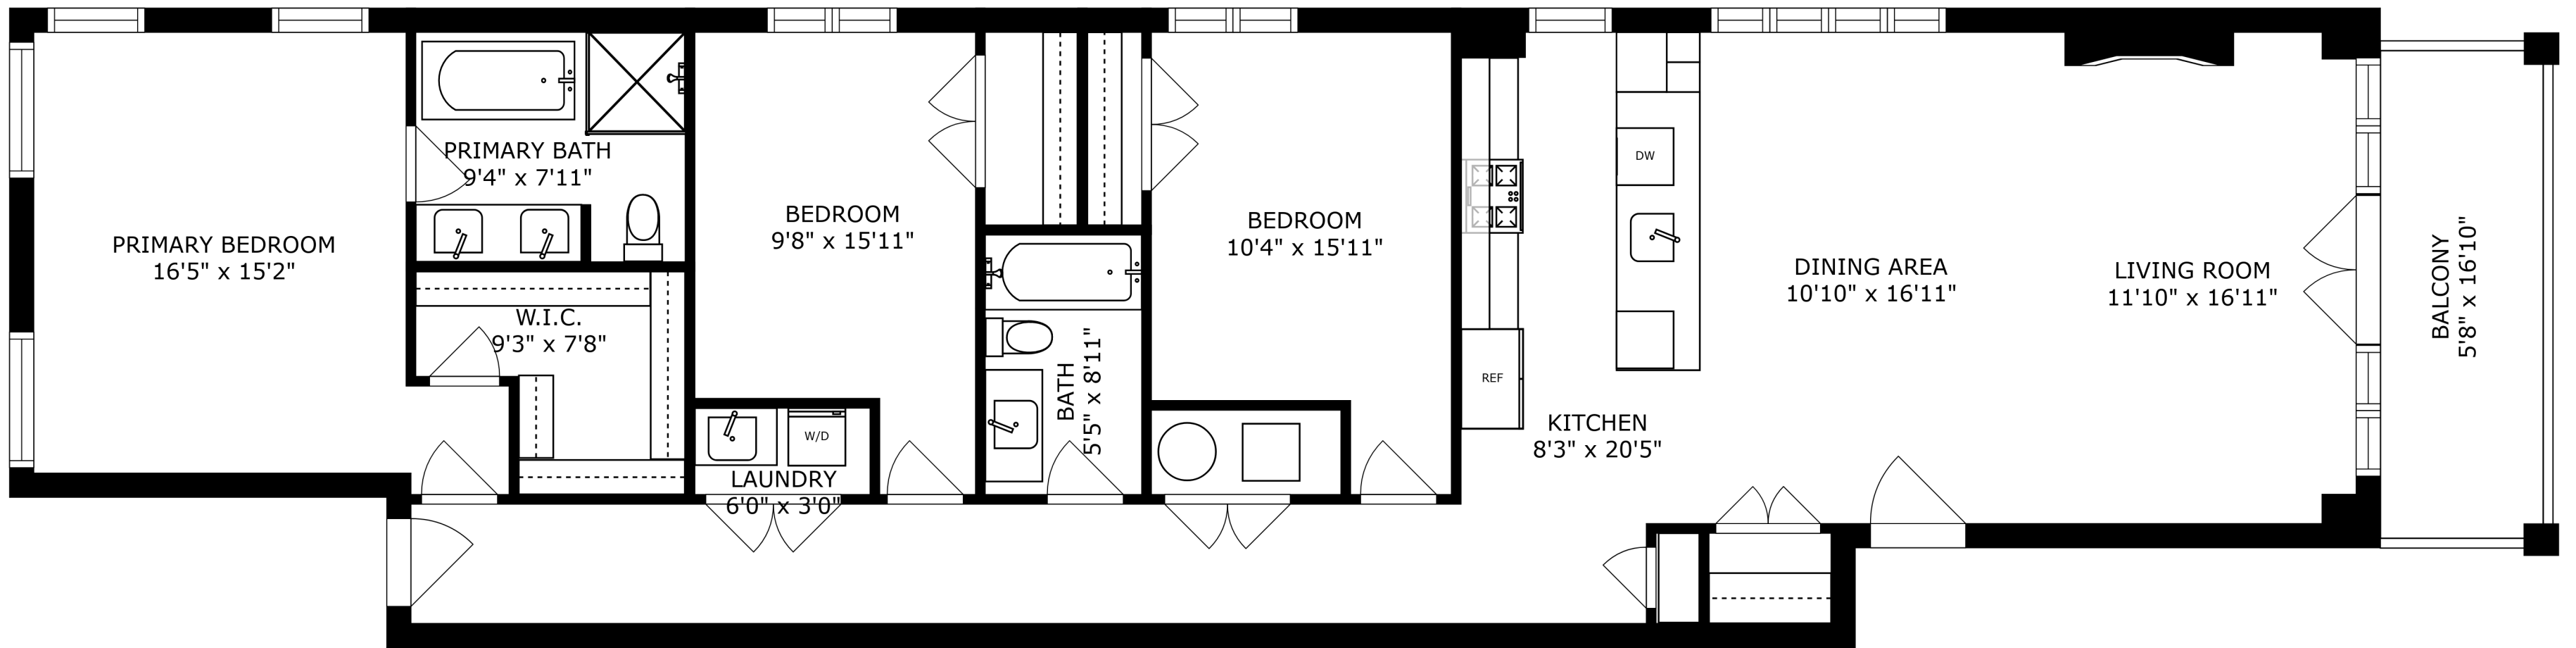 PRIMARY BEDROOM
16'5" x 15'2"
PRIMARY BATH
9'4" x 7'11"
W.I.C.
9'3" x 7'8"
BEDROOM
9'8" x 15'11"
LAUNDRY
6'0" x 3'0"
W/D
BATH
5'5" x 8'11"
BEDROOM
10'4" x 15'11"
REF
DW
KITCHEN
8'3" x 20'5"
DINING AREA
10'10" x 16'11"
LIVING ROOM
11'10" x 16'11"
BALCONY
5'8" x 16'10"